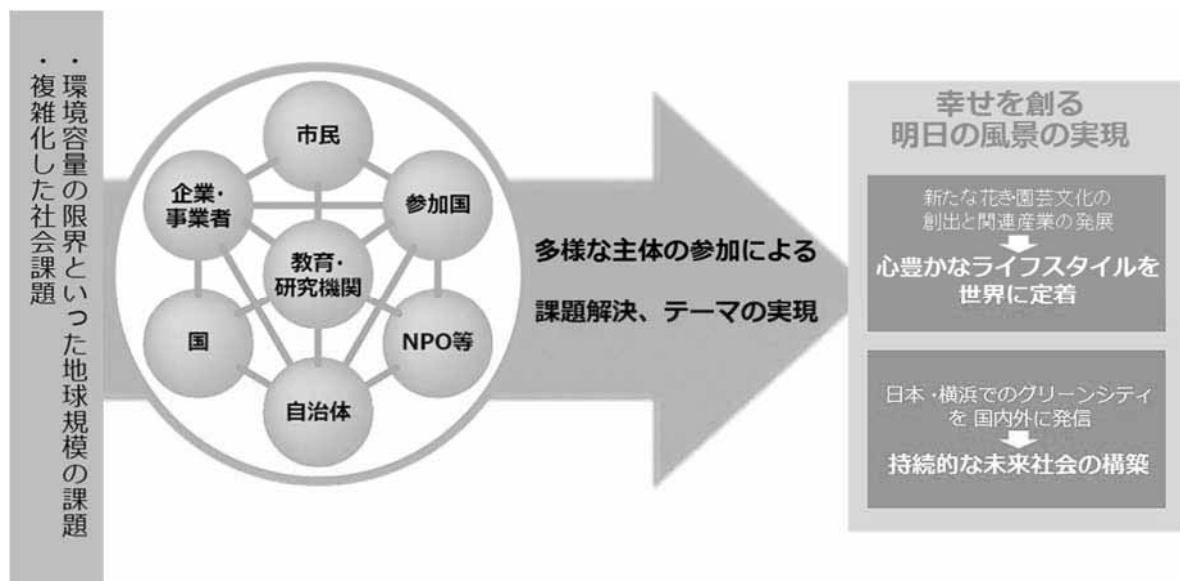 ・環境容量の限界といった地球規模の課題
・複雑化した社会課題
市民
企業・
事業者
参加国
教育・
研究機関
国
NPO等
自治体
多様な主体の参加による
課題解決、テーマの実現
幸せを創る
明日の風景の実現
新たな花き・園芸文化の
創出と関連産業の発展
心豊かなライフスタイルを
世界に定着
日本・横浜でのグリーンシティ
を国内外に発信
持続的な未来社会の構築